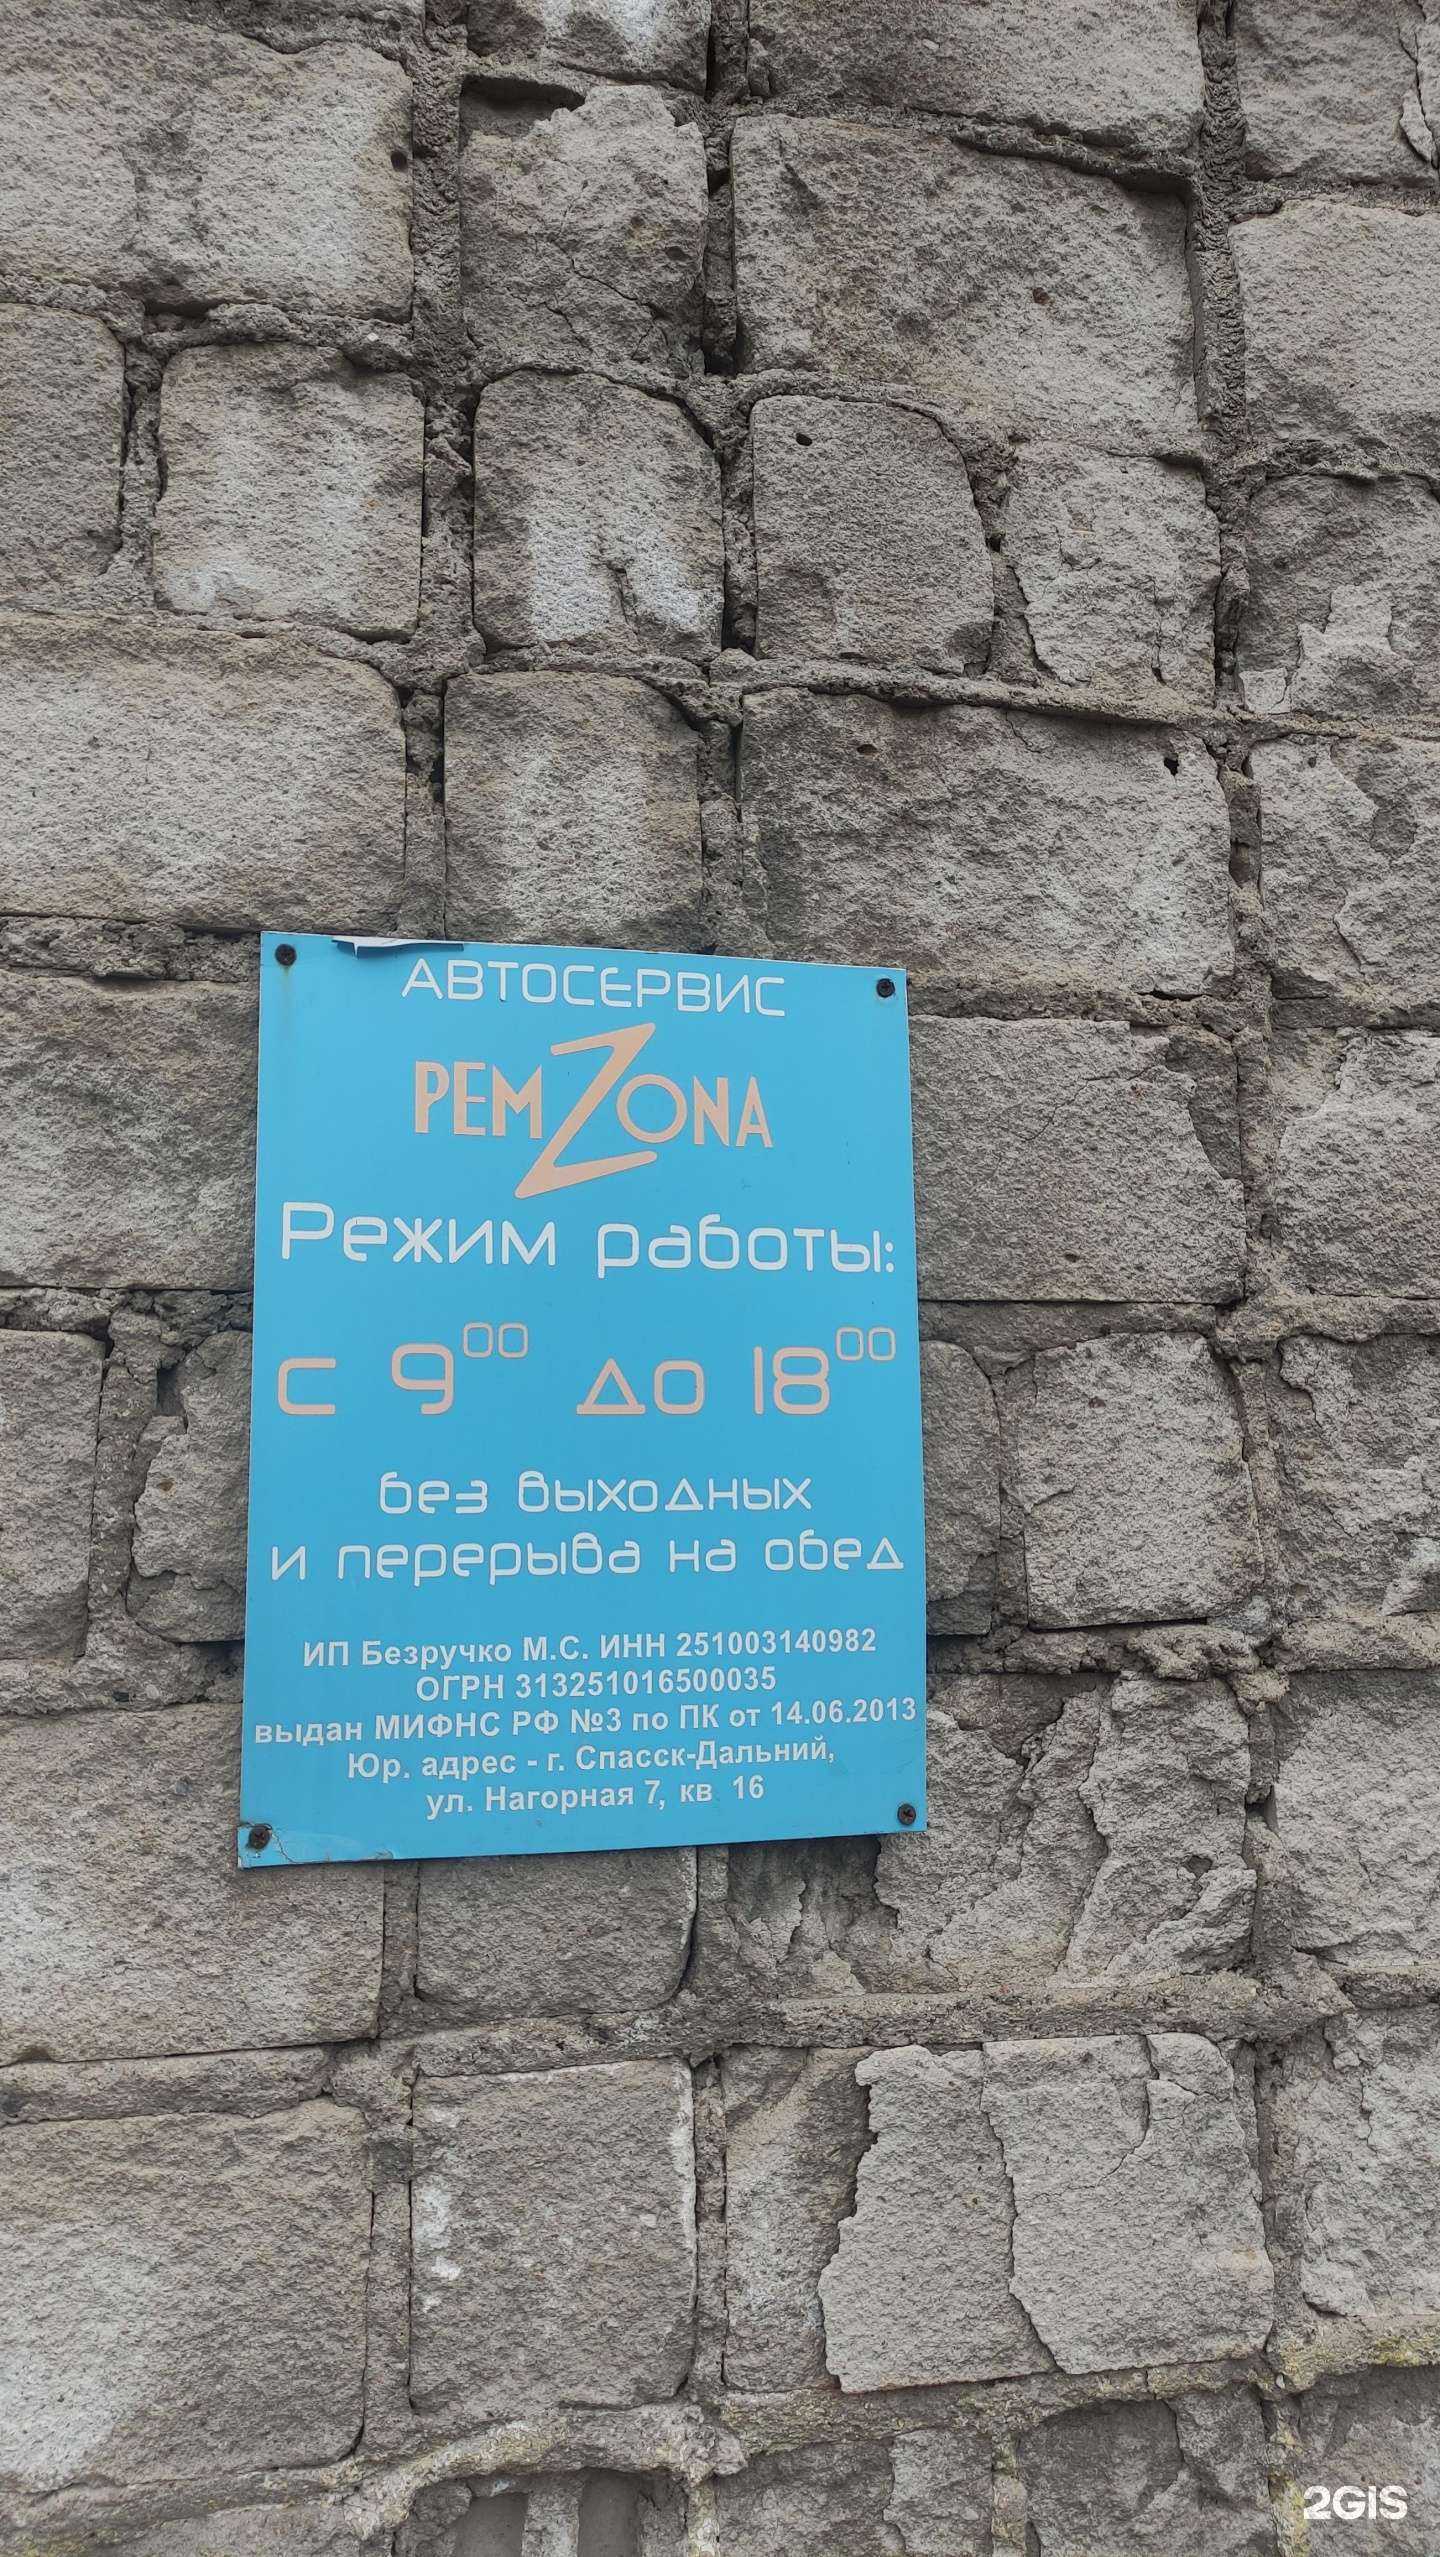 АВТОСЕРВИС
РЕМZONA
Режим работы:
с 9⁰⁰ до 18⁰⁰
без выходных
и перерыва на обед
ИП Безручко М.С. ИНН 251003140982
ОГРН 313251016500035
выдан МИФНС РФ №3 по ПК от 14.06.2013
Юр. адрес - г. Спасск-Дальний,
ул. Нагорная 7, кв 16
2GIS